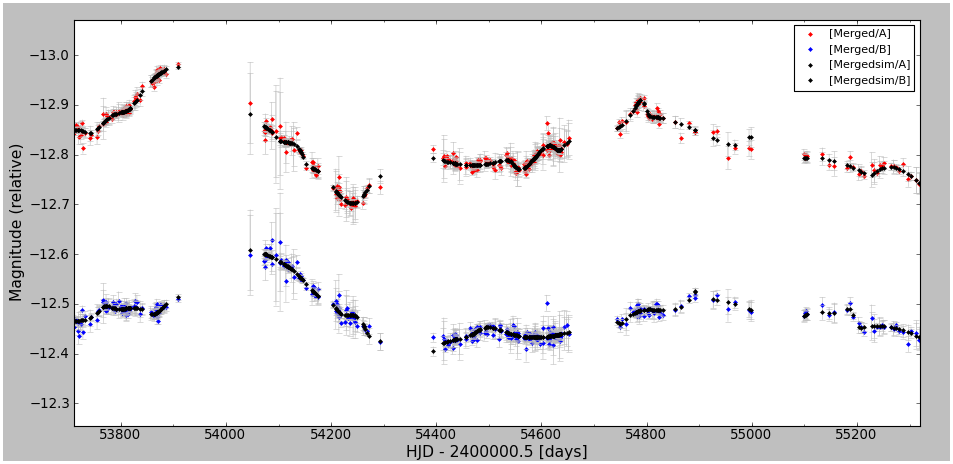 [Merged/A]
[Merged/B]
[Mergedsim/A]
[Mergedsim/B]
Magnitude (relative)
−13.0
−12.9
−12.8
−12.7
−12.6
−12.5
−12.4
−12.3
53800 54000 54200 54400 54600 54800 55000 55200
HJD - 2400000.5 [days]